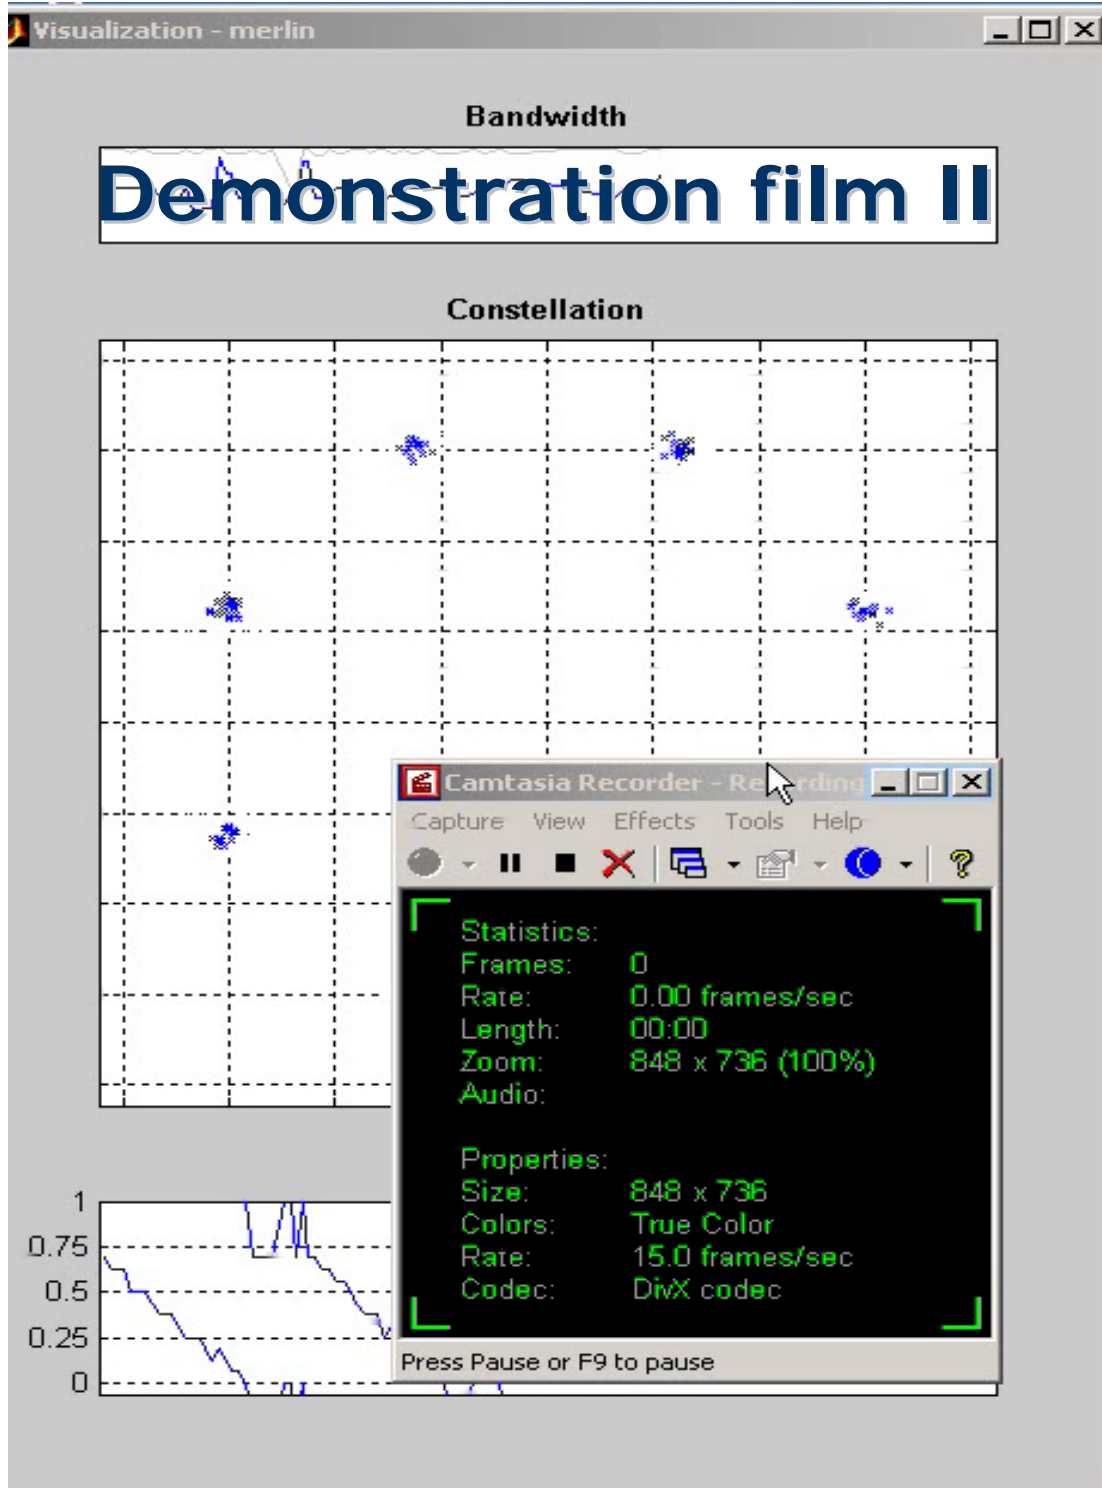 Visualization - merlin
Bandwidth
Demonstration film II
Constellation
Camtasia Recorder - Recording
Capture View Effects Tools Help
Statistics:
Frames: 0
Rate: 0.00 frames/sec
Length: 00:00
Zoom: 848 x 736 (100%)
Audio:
Properties:
Size: 848 x 736
Colors: True Color
Rate: 15.0 frames/sec
Codec: DivX codec
Press Pause or F9 to pause
1
0.75
0.5
0.25
0